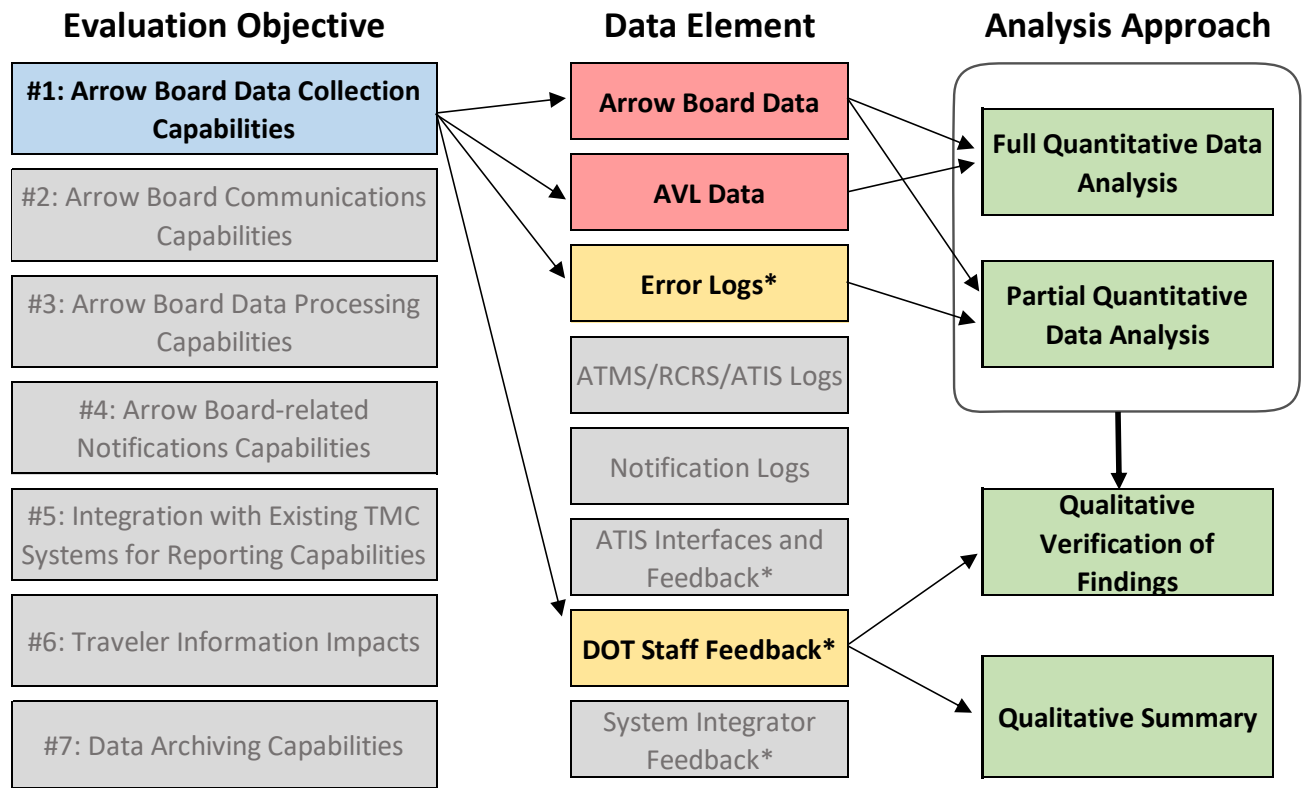 Evaluation Objective
#1: Arrow Board Data Collection
Capabilities
#2: Arrow Board Communications
Capabilities
#3: Arrow Board Data Processing
Capabilities
#4: Arrow Board-related
Notifications Capabilities
#5: Integration with Existing TMC
Systems for Reporting Capabilities
#6: Traveler Information Impacts
#7: Data Archiving Capabilities
Data Element
Arrow Board Data
AVL Data
Error Logs*
ATMS/RCRS/ATIS Logs
Notification Logs
ATIS Interfaces and
Feedback*
DOT Staff Feedback*
System Integrator
Feedback*
Analysis Approach
Full Quantitative Data
Analysis
Partial Quantitative
Data Analysis
Qualitative
Verification of
Findings
Qualitative Summary